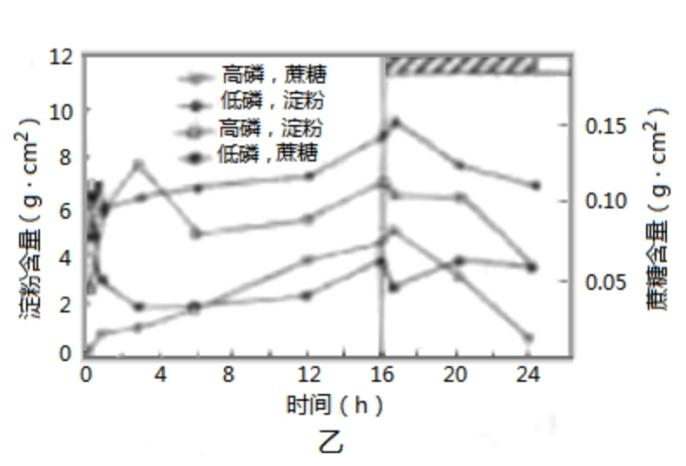 高磷，蔗糖
低磷，淀粉
高磷，淀粉
低磷，蔗糖
淀粉含量（g·cm²）
12
10
8
6
4
2
0
0.15
0.10
0.05
蔗糖含量（g·cm²）
0 4 8 12 16 20 24
时间（h）
乙